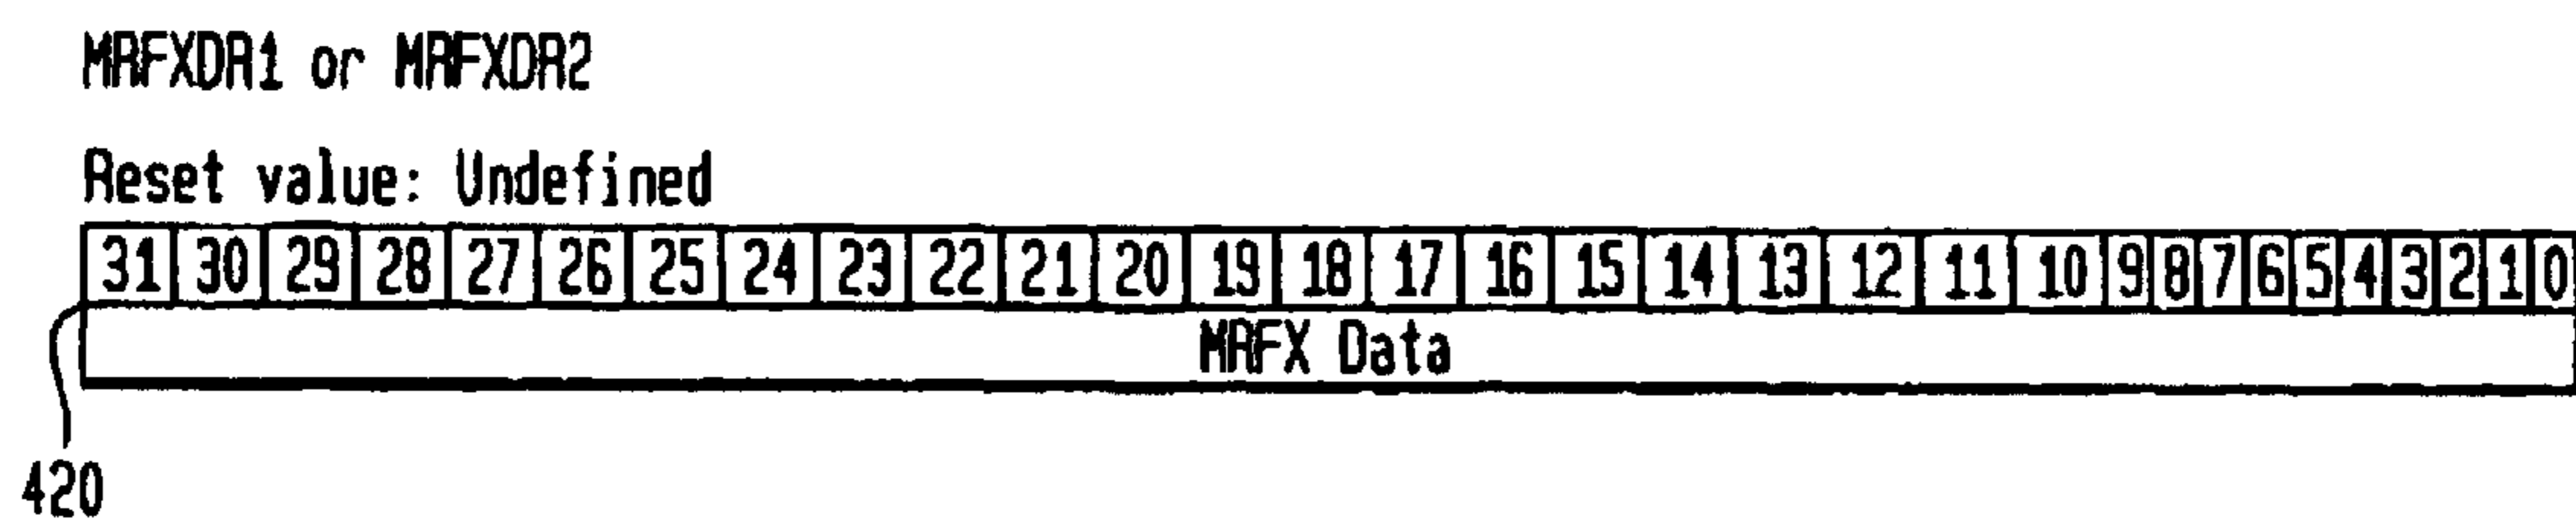 MRFXDR1 or MRFXDR2
Reset value: Undefined
31 30 29 28 27 26 25 24 23 22 21 20 19 18 17 16 15 14 13 12 11 10 9 8 7 6 5 4 3 2 1 0
MRFX Data
420